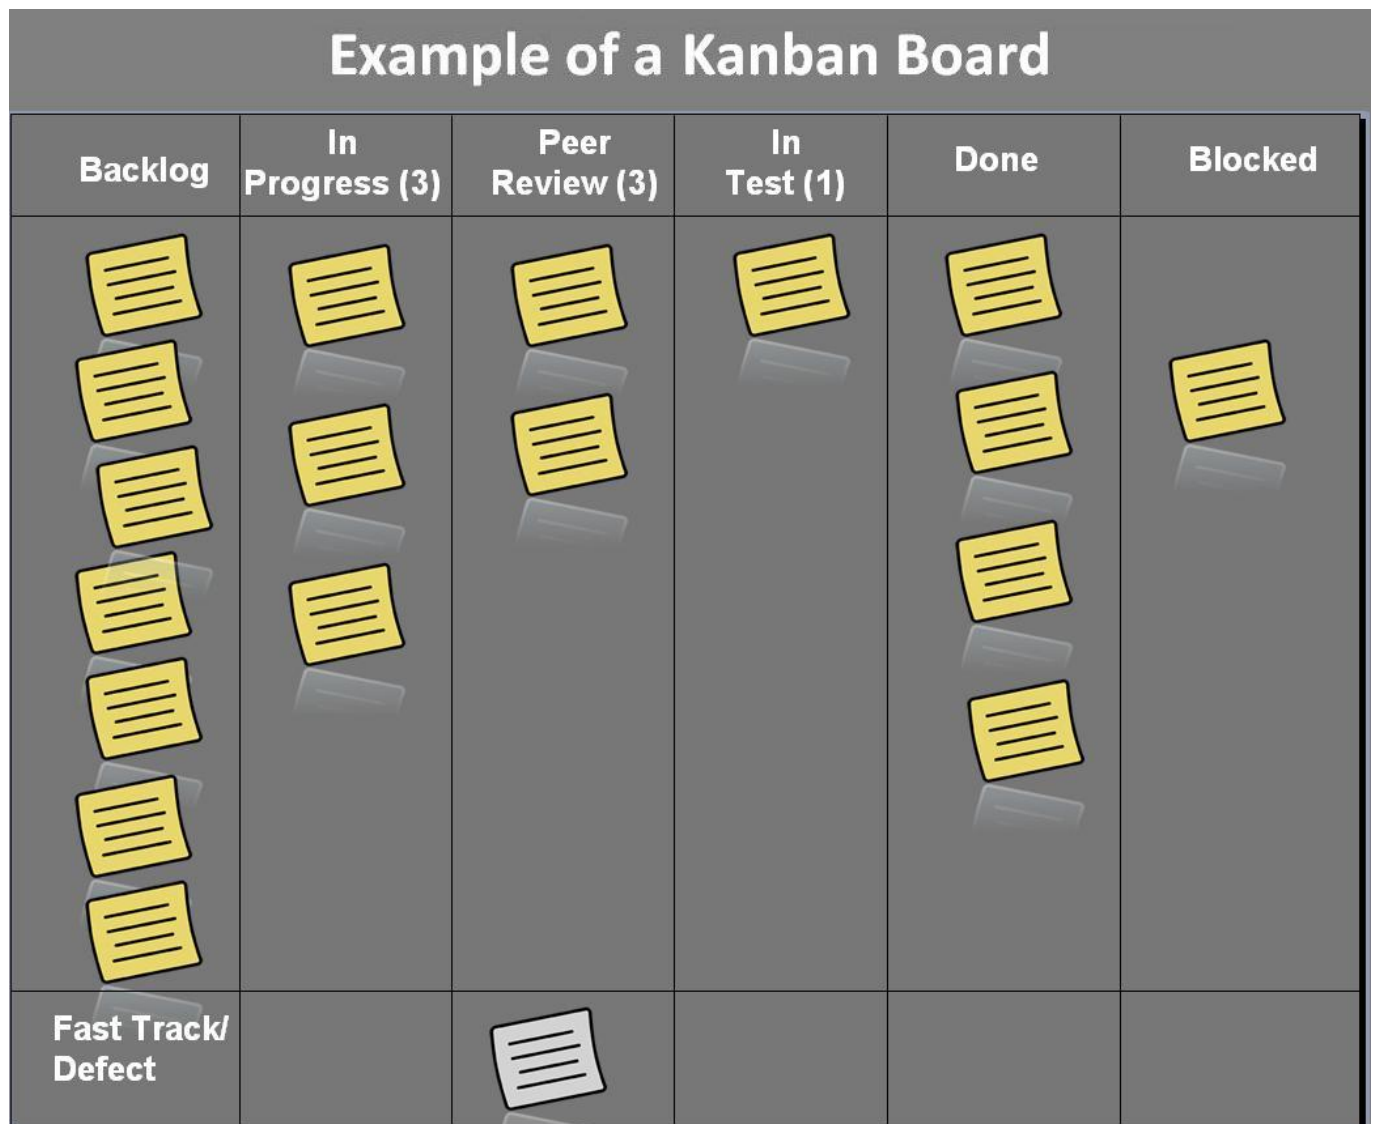 Example of a Kanban Board
Backlog
In
Progress (3)
Peer
Review (3)
In
Test (1)
Done
Blocked
Fast Track/
Defect